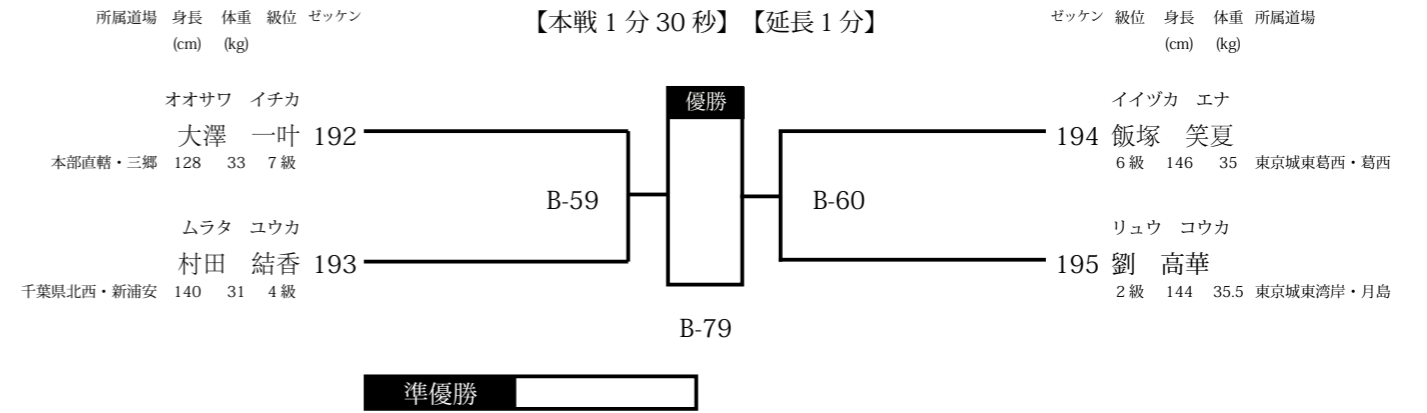 所属道場 身長 体重 級位 ゼッケン
(cm) (kg)
【本戦1分30秒】【延長1分】
ゼッケン 級位 身長 体重 所属道場
(cm) (kg)
オオサワ イチカ
大澤 一叶 192
本部直轄・三郷 128 33 7級
ムラタ ユウカ
村田 結香 193
千葉県北西・新浦安 140 31 4級
B-59
優勝
B-60
B-79
イイヅカ エナ
194 飯塚 笑夏
6級 146 35 東京城東葛西・葛西
リュウ コウカ
195 劉 高華
2級 144 35.5 東京城東湾岸・月島
準優勝